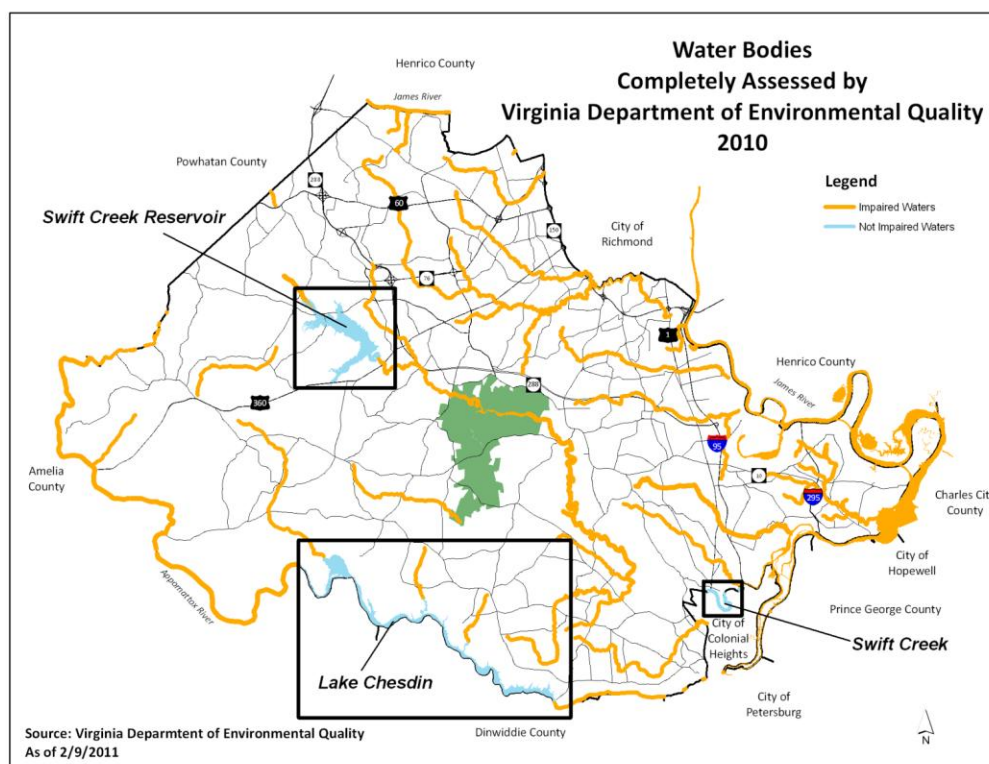 Water Bodies
Completely Assessed by
Virginia Department of Environmental Quality
2010
Henrico County
James River
Powhatan County
Legend
Impaired Waters
Not Impaired Waters
288
60
Swift Creek Reservoir
City of
Richmond
150
76
1
Henrico County
James River
288
360
95
Amelia
County
10
295
Charles City
County
City of
Hopewell
Appomattox River
Prince George County
City of
Colonial
Heights
Swift Creek
Lake Chesdin
City of
Petersburg
Dinwiddie County
Source: Virginia Deparmtent of Environmental Quality
As of 2/9/2011
N